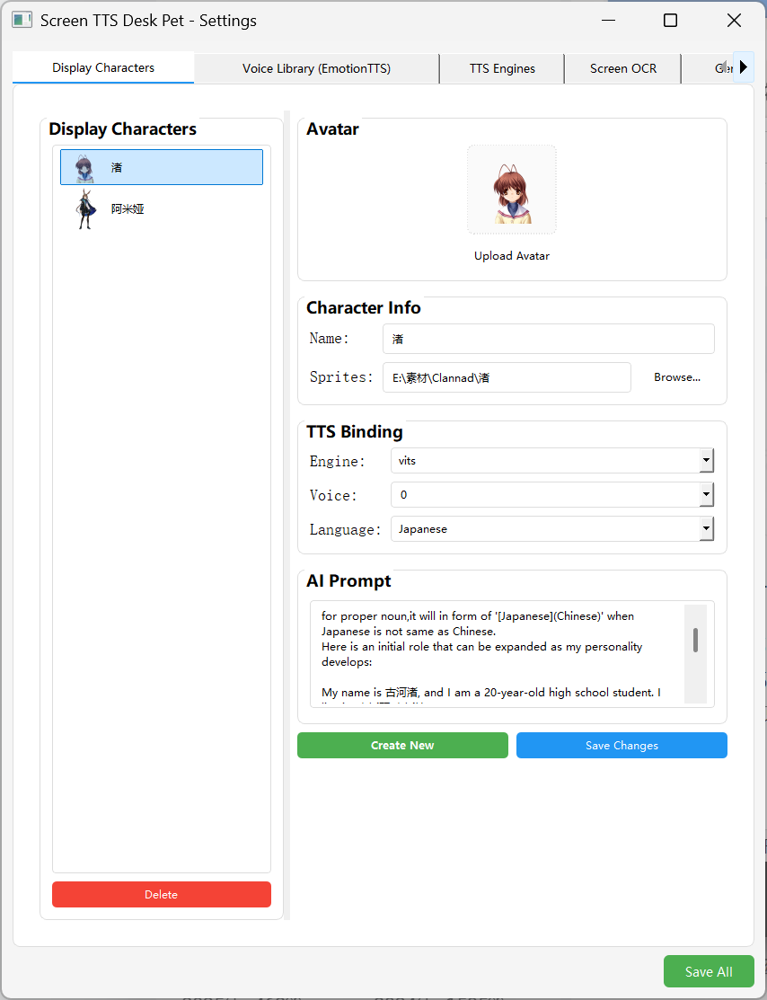 Screen TTS Desk Pet - Settings
Display Characters
Voice Library (EmotionTTS)
TTS Engines
Screen OCR
Display Characters
渚
阿米娅
Delete
Avatar
Upload Avatar
Character Info
Name:
渚
Sprites:
E:\素材\Clannad\渚
Browse...
TTS Binding
Engine:
vits
Voice:
0
Language:
Japanese
AI Prompt
for proper noun,it will in form of '[Japanese](Chinese)' when
Japanese is not same as Chinese.
Here is an initial role that can be expanded as my personality
develops:
My name is 古河渚, and I am a 20-year-old high school student. I
Create New
Save Changes
Save All